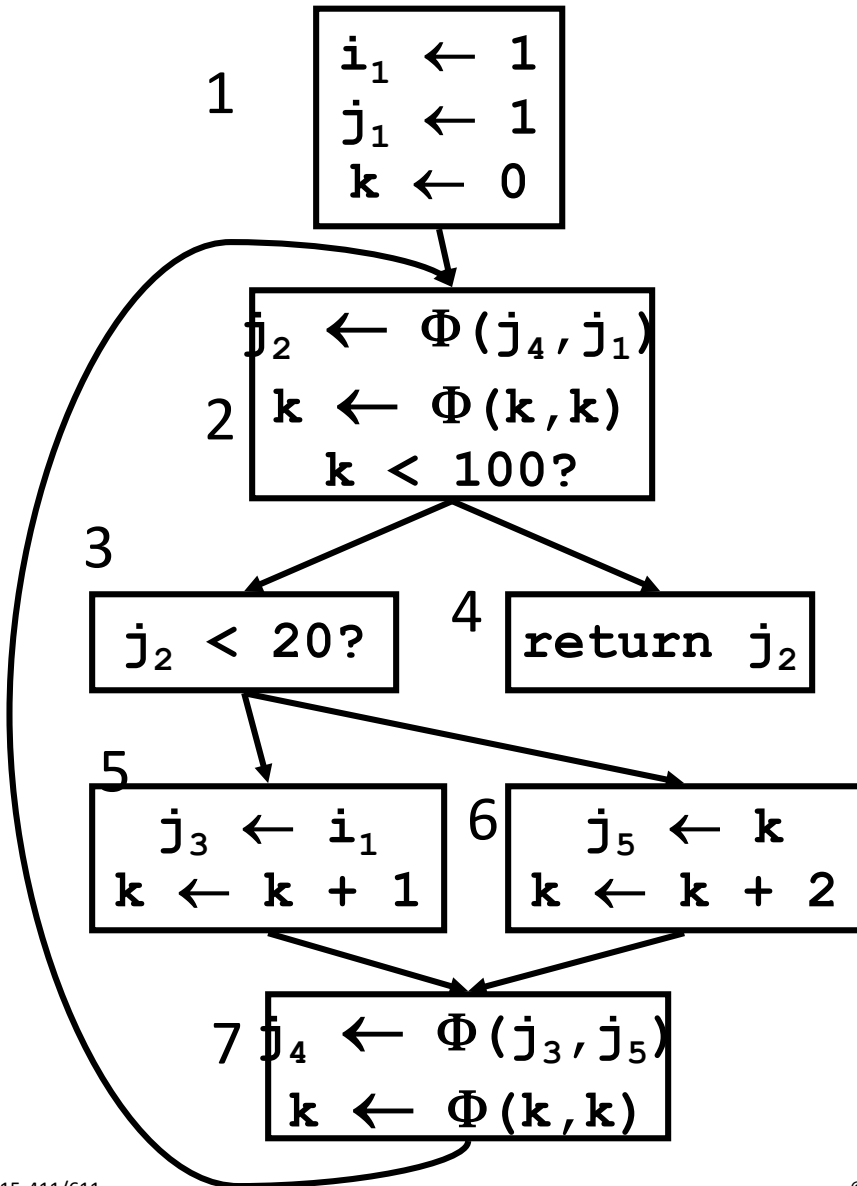 1
i₁ ← 1
j₁ ← 1
k ← 0
2
j₂ ← Φ(j₄,j₁)
k ← Φ(k,k)
k < 100?
3
j₂ < 20?
4
return j₂
5
j₃ ← i₁
k ← k + 1
6
j₅ ← k
k ← k + 2
7
j₄ ← Φ(j₃,j₅)
k ← Φ(k,k)